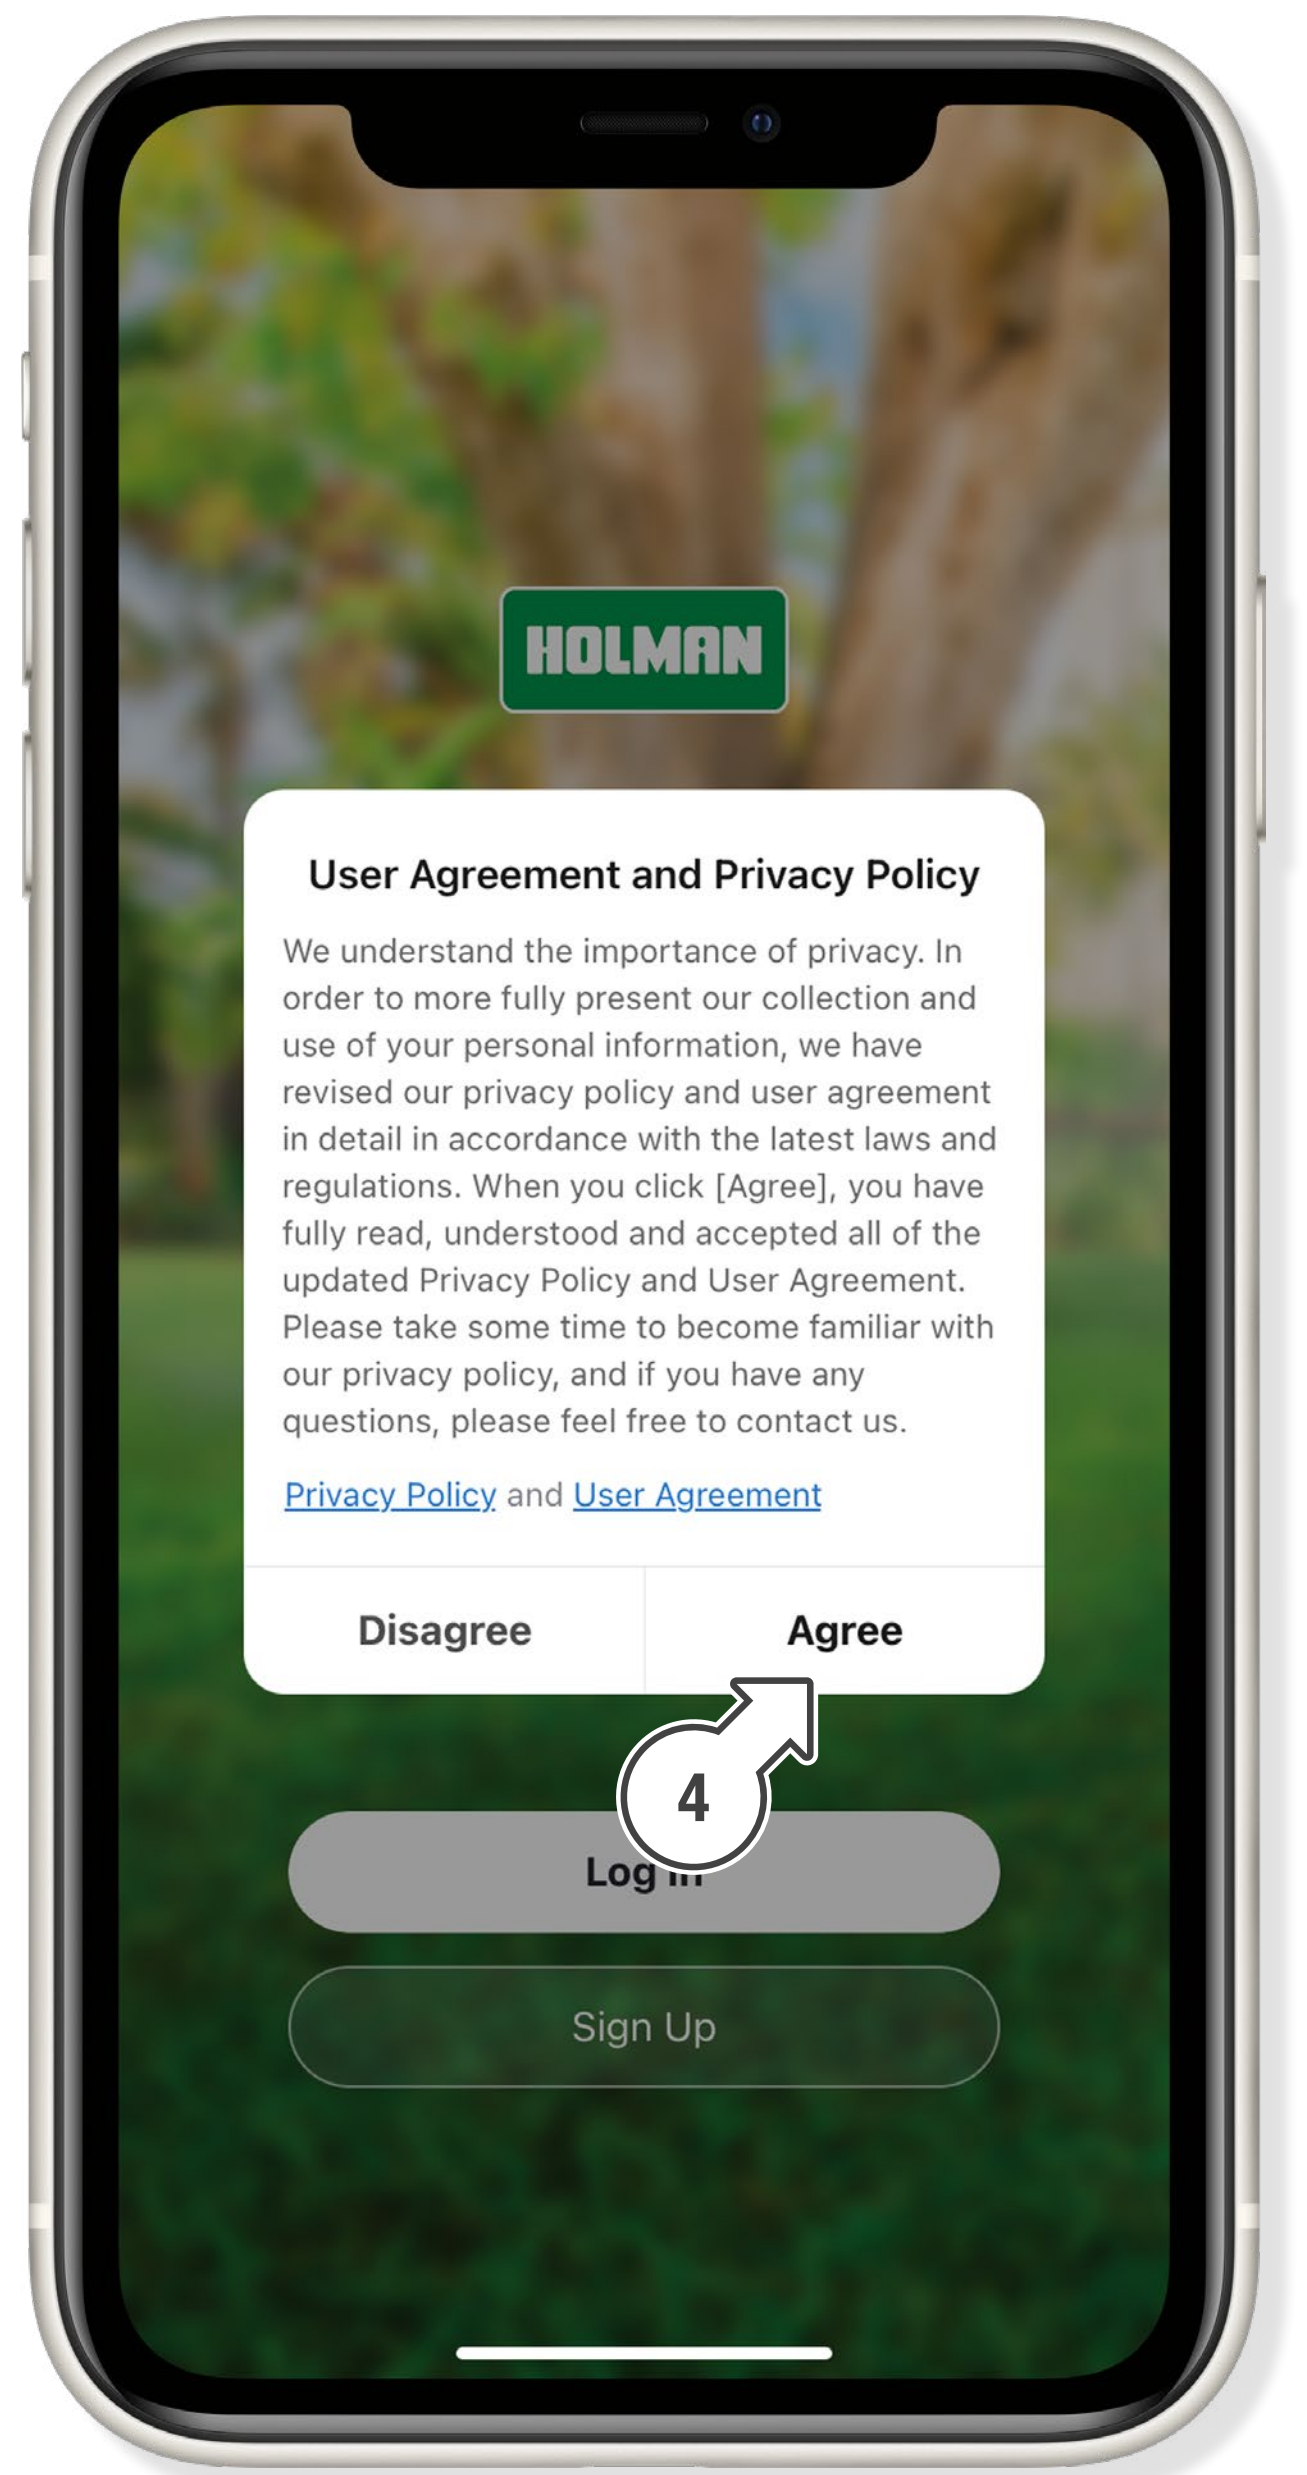 HOLMAN
User Agreement and Privacy Policy
We understand the importance of privacy. In
order to more fully present our collection and
use of your personal information, we have
revised our privacy policy and user agreement
in detail in accordance with the latest laws and
regulations. When you click [Agree], you have
fully read, understood and accepted all of the
updated Privacy Policy and User Agreement.
Please take some time to become familiar with
our privacy policy, and if you have any
questions, please feel free to contact us.
Privacy Policy and User Agreement
Disagree Agree
4
Log in
Sign Up